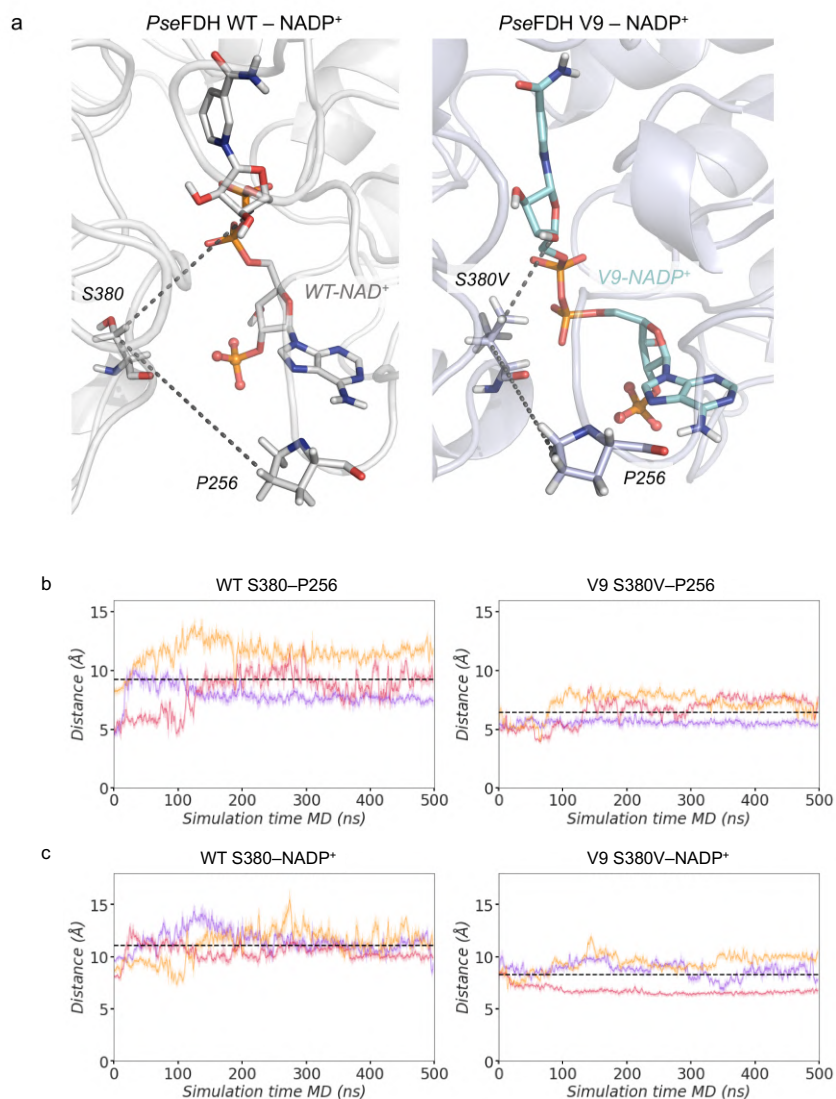 a
PseFDH WT – NADP⁺
PseFDH V9 – NADP⁺
S380
WT-NAD⁺
P256
S380V
V9-NADP⁺
P256
b
WT S380–P256
Distance (Å)
15
10
5
0
0 100 200 300 400 500
Simulation time MD (ns)
V9 S380V–P256
Distance (Å)
15
10
5
0
0 100 200 300 400 500
Simulation time MD (ns)
c
WT S380–NADP⁺
Distance (Å)
15
10
5
0
0 100 200 300 400 500
Simulation time MD (ns)
V9 S380V–NADP⁺
Distance (Å)
15
10
5
0
0 100 200 300 400 500
Simulation time MD (ns)